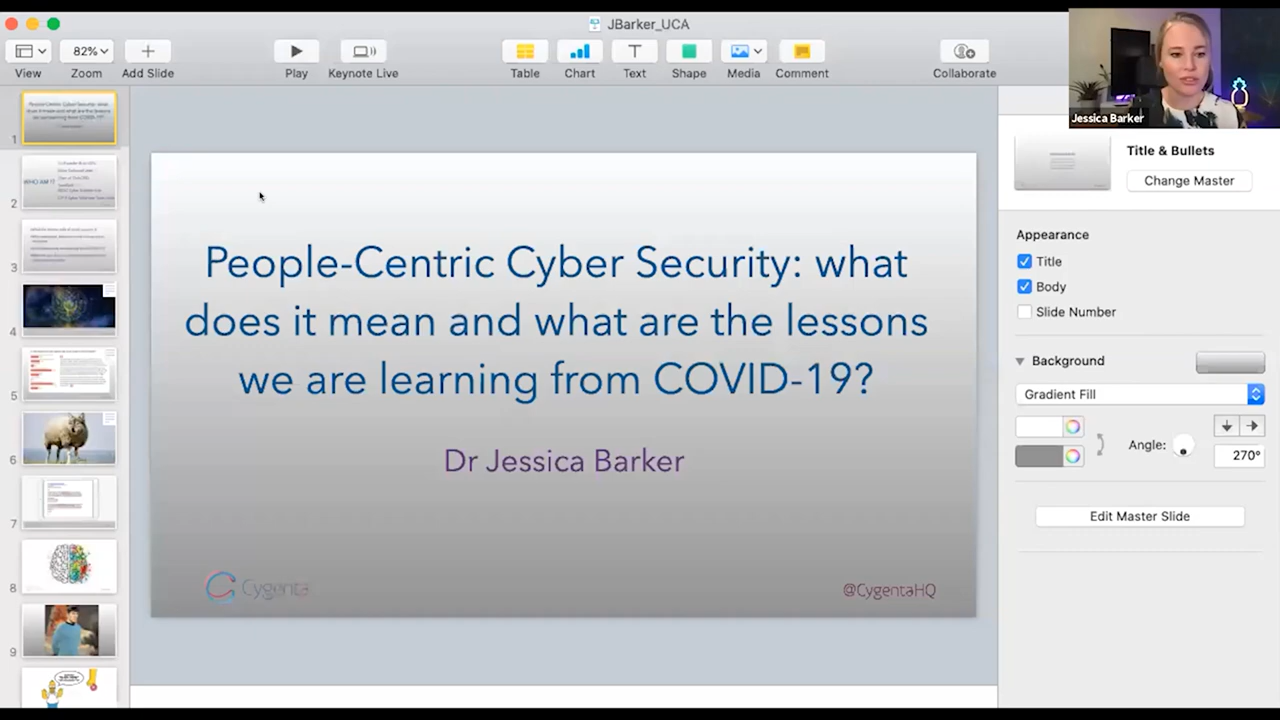 JBarker_UCA
82%
View
Zoom
Add Slide
Play
Keynote Live
Table
Chart
Text
Shape
Media
Comment
Collaborate
Jessica Barker
1
2
WHO AM I?
3
4
5
6
7
8
9
People-Centric Cyber Security: what
does it mean and what are the lessons
we are learning from COVID-19?
Dr Jessica Barker
Cygenta
@CygentaHQ
Title & Bullets
Change Master
Appearance
Title
Body
Slide Number
Background
Gradient Fill
Angle:
270°
Edit Master Slide